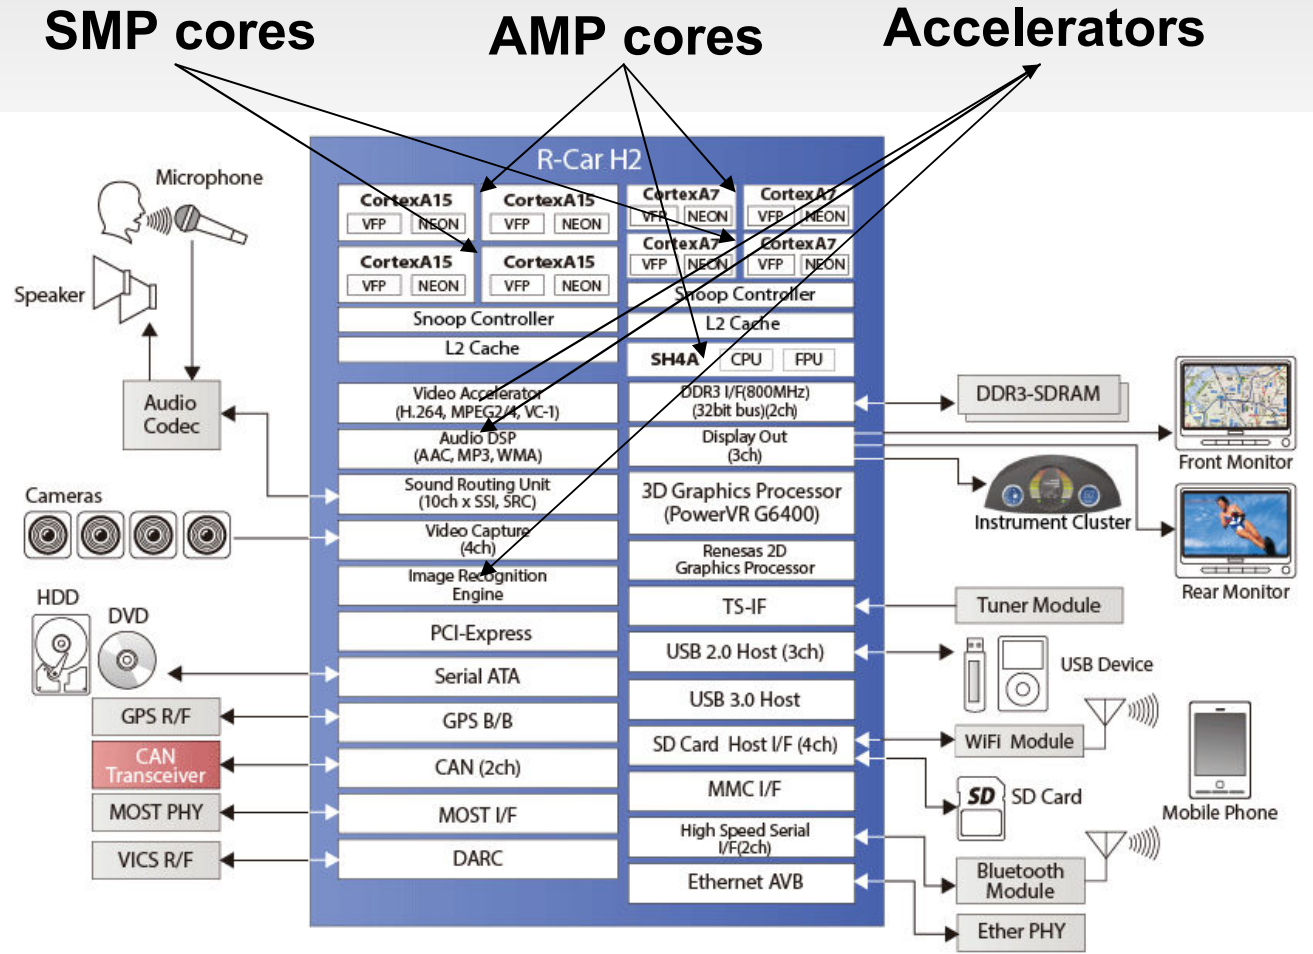 SMP cores
AMP cores
Accelerators
R-Car H2
Microphone
Speaker
Audio
Codec
Cameras
HDD
DVD
GPS R/F
CAN
Transceiver
MOST PHY
VICS R/F
CortexA15
VFP NEON
CortexA15
VFP NEON
CortexA15
VFP NEON
CortexA15
VFP NEON
Snoop Controller
L2 Cache
Video Accelerator
(H.264, MPEG2/4, VC-1)
Audio DSP
(AAC, MP3, WMA)
Sound Routing Unit
(10ch x SSI, SRC)
Video Capture
(4ch)
Image Recognition
Engine
PCI-Express
Serial ATA
GPS B/B
CAN (2ch)
MOST I/F
DARC
CortexA7
VFP NEON
CortexA7
VFP NEON
CortexA7
VFP NEON
CortexA7
VFP NEON
Snoop Controller
L2 Cache
SH4A CPU FPU
DDR3 I/F(800MHz)
(32bit bus)(2ch)
Display Out
(3ch)
3D Graphics Processor
(PowerVR G6400)
Renesas 2D
Graphics Processor
TS-IF
USB 2.0 Host (3ch)
USB 3.0 Host
SD Card Host I/F (4ch)
MMC I/F
High Speed Serial
I/F(2ch)
Ethernet AVB
DDR3-SDRAM
Front Monitor
Instrument Cluster
Rear Monitor
Tuner Module
USB Device
WiFi Module
SD
SD Card
Mobile Phone
Bluetooth
Module
Ether PHY